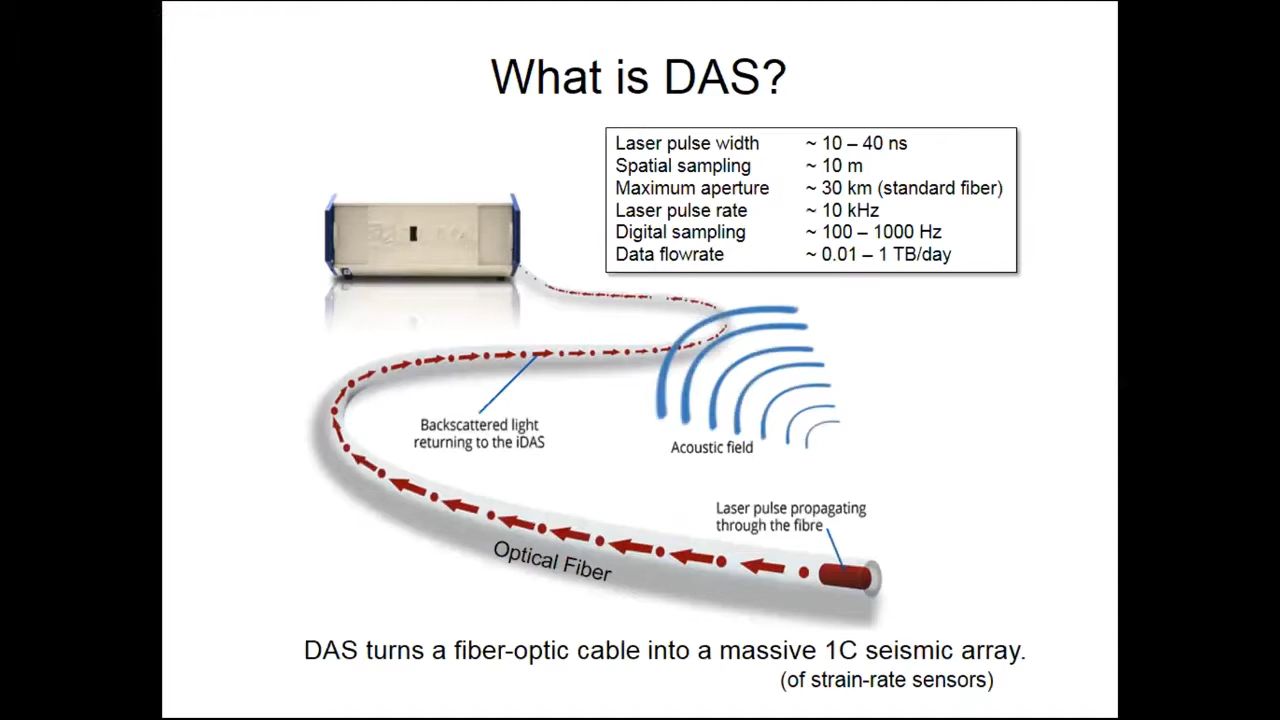 What is DAS?
Laser pulse width ~ 10 – 40 ns
Spatial sampling ~ 10 m
Maximum aperture ~ 30 km (standard fiber)
Laser pulse rate ~ 10 kHz
Digital sampling ~ 100 – 1000 Hz
Data flowrate ~ 0.01 – 1 TB/day
Backscattered light
returning to the iDAS
Acoustic field
Laser pulse propagating
through the fibre
Optical Fiber
DAS turns a fiber-optic cable into a massive 1C seismic array.
(of strain-rate sensors)